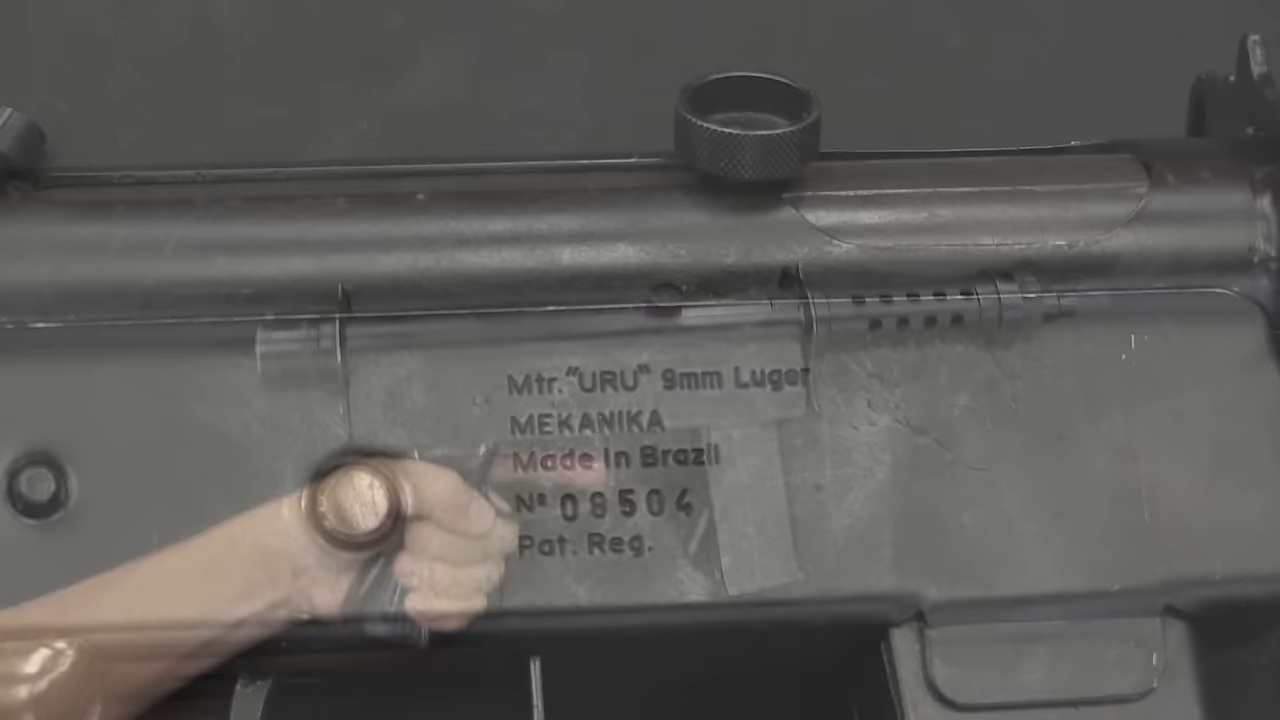 Mtr. "URU" 9mm Luger
MEKANIKA
Made In Brazil
Nº 08504
Pat. Reg.